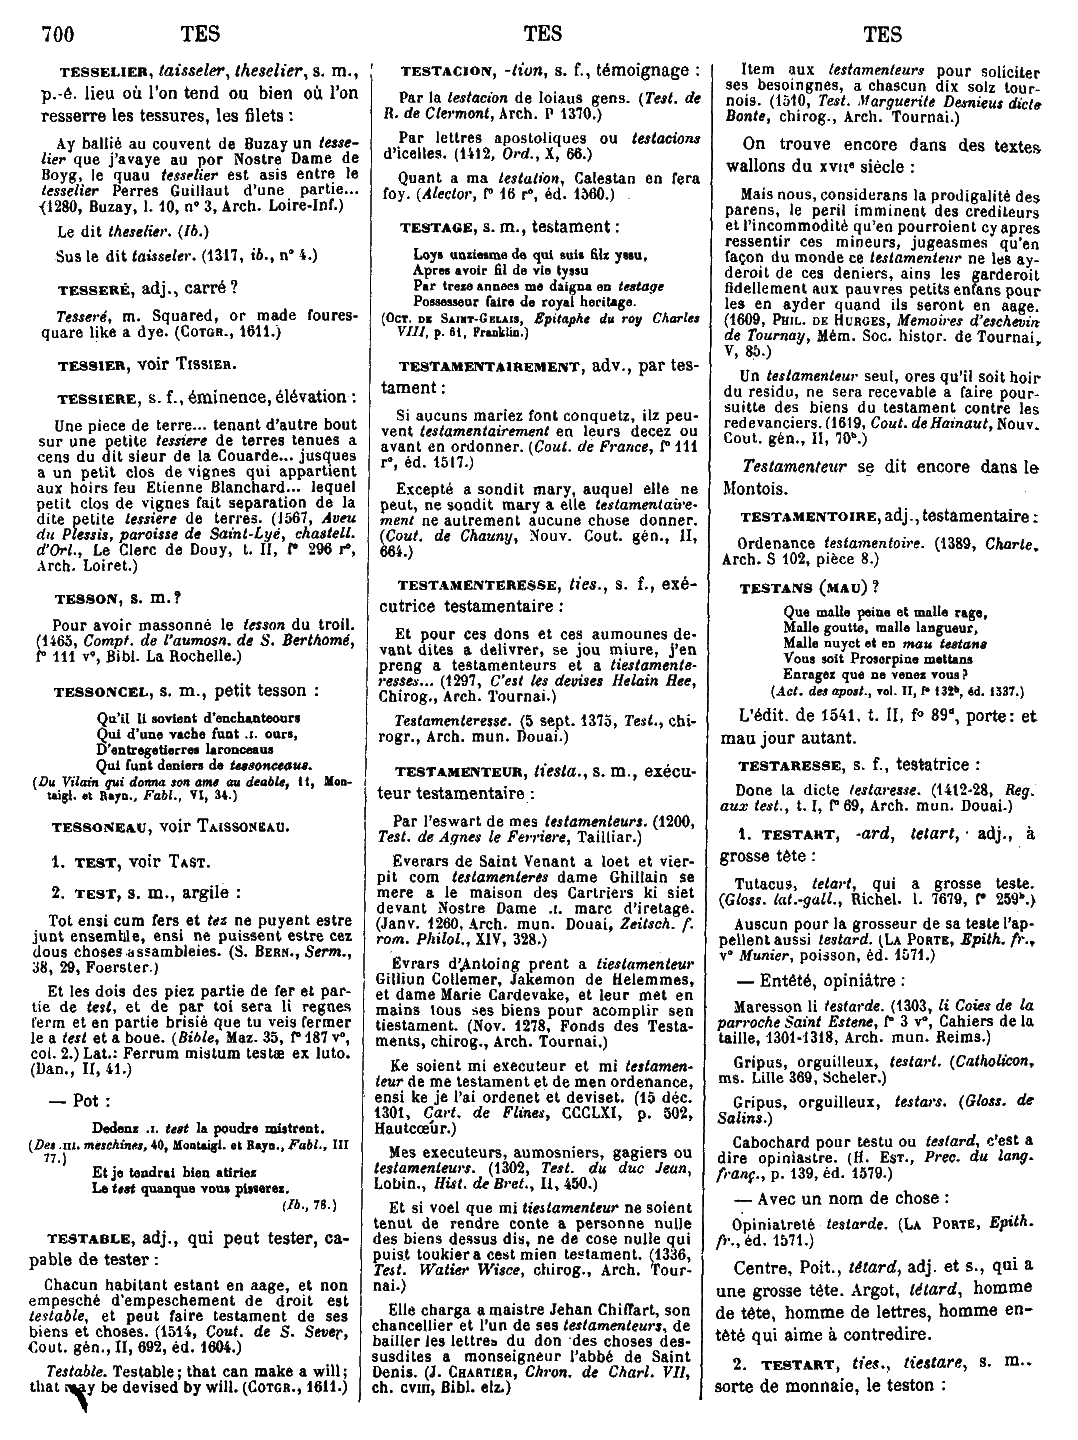 700 TES TES TES
TESSELIER, taisseler, theselier, s. m.,
p.-ê. lieu où l'on tend ou bien où l'on
resserre les tessures, les filets :
Ay ballié au couvent de Buzay un tesse-
lier que j'avaye au por Nostre Dame de
Boyg, le quau tesselier est asis entre le
tesselier Perres Guillaut d'une partie...
(1280, Buzay, l. 10, n° 3, Arch. Loire-Inf.)
Le dit theselier. (Ib.)
Sus le dit taisseler. (1317, ib., n° 4.)
TESSERÉ, adj., carré ?
Tesseré, m. Squared, or made foures-
quare like a dye. (COTGR., 1611.)
TESSIER, voir TISSIER.
TESSIERE, s. f., éminence, élévation :
Une piece de terre... tenant d'autre bout
sur une petite tessiere de terres tenues a
cens du dit sieur de la Couarde... jusques
a un petit clos de vignes qui appartient
aux hoirs feu Etienne Blanchard... lequel
petit clos de vignes fait separation de la
dite petite tessiere de terres. (1567, Aveu
du Plessis, paroisse de Saint-Lyé, chastell.
d'Orl., Le Clerc de Douy, t. II, f° 296 r°,
Arch. Loiret.)
TESSON, s. m. ?
Pour avoir massonné le tesson du troil.
(1465, Compt. de l'aumosn. de S. Berthomé,
f° 111 v°, Bibl. La Rochelle.)
TESSONCEL, s. m., petit tesson :
Qu'il li sovient d'enchanteours
Qui d'une vache funt .I. ours,
D'entregetierres laronceaus
Qui funt deniers de tessonceaus.
(Du Vilain qui donna son ame au deable, 11, Mon-
taigl. et Rayn., Fabl., VI, 34.)
TESSONEAU, voir TAISSONEAU.
1. TEST, voir TAST.
2. TEST, s. m., argile :
Tot ensi cum fers et tez ne puyent estre
junt ensemble, ensi ne puissent estre cez
dous choses assambleies. (S. BERN., Serm.,
38, 29, Foerster.)
Et les dois des piez partie de fer et par-
tie de test, et de par toi sera li regnes
ferm et en partie brisié que tu veis fermer
le a test et a boue. (Bible, Maz. 35, f° 187 v°,
col. 2.) Lat.: Ferrum mistum testæ ex luto.
(Dan., II, 41.)
— Pot :
Dedenz .I. test la poudre mistrent.
(Des .III. meschines, 40, Montaigl. et Rayn., Fabl., III
77.)
Et je tendrai bien atiriez
Le test quanque vous pisserez.
(Ib., 78.)
TESTABLE, adj., qui peut tester, ca-
pable de tester :
Chacun habitant estant en aage, et non
empesché d'empeschement de droit est
testable, et peut faire testament de ses
biens et choses. (1514, Cout. de S. Sever,
Cout. gén., II, 692, éd. 1604.)
Testable. Testable; that can make a will;
that may be devised by will. (COTGR., 1611.)
TESTACION, -tion, s. f., témoignage :
Par la testacion de loiaus gens. (Test. de
R. de Clermont, Arch. P 1370.)
Par lettres apostoliques ou testacions
d'icelles. (1412, Ord., X, 66.)
Quant a ma testation, Calestan en fera
foy. (Alector, f° 16 r°, éd. 1560.)
TESTAGE, s. m., testament :
Loys unziesme de qui suis filz yssu,
Apres avoir fil de vie tyssu
Par treze annees me daigna en testage
Possesseur faire de royal heritage.
(OCT. DE SAINT-GELAIS, Epitaphe du roy Charles
VIII, p. 61, Franklin.)
TESTAMENTAIREMENT, adv., par tes-
tament :
Si aucuns mariez font conquetz, ilz peu-
vent testamentairement en leurs decez ou
avant en ordonner. (Cout. de France, f° 111
r°, éd. 1517.)
Excepté a sondit mary, auquel elle ne
peut, ne sondit mary a elle testamentaire-
ment ne autrement aucune chose donner.
(Cout. de Chauny, Nouv. Cout. gén., II,
664.)
TESTAMENTERESSE, ties., s. f., exé-
cutrice testamentaire :
Et pour ces dons et ces aumounes de-
vant dites a delivrer, se jou miure, j'en
preng a testamenteurs et a tiestamente-
resses... (1297, C'est les devises Helain Hee,
Chirog., Arch. Tournai.)
Testamenteresse. (5 sept. 1375, Test., chi-
rogr., Arch. mun. Douai.)
TESTAMENTEUR, tiesta., s. m., exécu-
teur testamentaire :
Par l'eswart de mes testamenteurs. (1200,
Test. de Agnes le Ferriere, Tailliar.)
Everars de Saint Venant a loet et vier-
pit com testamenteres dame Ghillain se
mere a le maison des Cartriers ki siet
devant Nostre Dame .I. marc d'iretage.
(Janv. 1260, Arch. mun. Douai, Zeitsch. f.
rom. Philol., XIV, 328.)
Evrars d'Antoing prent a tiestamenteur
Gilliun Collemer, Jakemon de Helemmes,
et dame Marie Cardevake, et leur met en
mains tous ses biens pour acomplir sen
tiestament. (Nov. 1278, Fonds des Testa-
ments, chirog., Arch. Tournai.)
Ke soient mi executeur et mi testamen-
teur de me testament et de men ordenance,
ensi ke je l'ai ordenet et deviset. (15 déc.
1301, Cart. de Flines, CCCLXI, p. 502,
Hautcœur.)
Mes executeurs, aumosniers, gagiers ou
testamenteurs. (1302, Test. du duc Jean,
Lobin., Hist. de Bret., II, 450.)
Et si voel que mi tiestamenteur ne soient
tenut de rendre conte a personne nulle
des biens dessus dis, ne de cose nulle qui
puist toukier a cest mien testament. (1336,
Test. Watier Wisce, chirog., Arch. Tour-
nai.)
Elle charga a maistre Jehan Chiffart, son
chancellier et l'un de ses testamenteurs, de
bailler les lettres du don des choses des-
susdites a monseigneur l'abbé de Saint
Denis. (J. CHARTIER, Chron. de Charl. VII,
ch. CVIII, Bibl. elz.)
Item aux testamenteurs pour soliciter
ses besoingnes, a chascun dix solz tour-
nois. (1510, Test. Marguerite Desnieus dicte
Bonte, chirog., Arch. Tournai.)
On trouve encore dans des textes
wallons du XVIIe siècle :
Mais nous, considerans la prodigalité des
parens, le peril imminent des crediteurs
et l'incommodité qu'en pourroient cy apres
ressentir ces mineurs, jugeasmes qu'en
façon du monde ce testamenteur ne les ay-
deroit de ces deniers, ains les garderoit
fidellement aux pauvres petits enfans pour
les en ayder quand ils seront en aage.
(1609, PHIL. DE HURGES, Memoires d'eschevin
de Tournay, Mém. Soc. histor. de Tournai,
V, 85.)
Un testamenteur seul, ores qu'il soit hoir
du residu, ne sera recevable a faire pour-
suitte des biens du testament contre les
redevanciers. (1619, Cout. de Hainaut, Nouv.
Cout. gén., II, 70b.)
Testamenteur se dit encore dans le
Montois.
TESTAMENTOIRE, adj., testamentaire :
Ordenance testamentoire. (1389, Charte,
Arch. S 102, pièce 8.)
TESTANS (MAU) ?
Que malle peine et malle rage,
Malle goutte, malle langueur,
Malle nuyct et en mau testans
Vous soit Proserpine mettans
Enragez que ne venez vous ?
(Act. des apost., vol. II, f° 132b, éd. 1537.)
L'édit. de 1541, t. II, f° 89d, porte : et
mau jour autant.
TESTARESSE, s. f., testatrice :
Done la dicte testaresse. (1412-28, Reg.
aux test., t. I, f° 69, Arch. mun. Douai.)
1. TESTART, -ard, tetart, adj., à
grosse tête :
Tutacus, tetart, qui a grosse teste.
(Gloss. lat.-gall., Richel. l. 7679, f° 259b.)
Auscun pour la grosseur de sa teste l'ap-
pellent aussi testard. (LA PORTE, Epith. fr.,
v° Munier, poisson, éd. 1571.)
— Entêté, opiniâtre :
Maresson li testarde. (1303, li Coies de la
parroche Saint Estene, f° 3 v°, Cahiers de la
taille, 1301-1318, Arch. mun. Reims.)
Gripus, orguilleux, testart. (Catholicon,
ms. Lille 369, Scheler.)
Gripus, orguilleux, testars. (Gloss. de
Salins.)
Cabochard pour testu ou testard, c'est a
dire opiniastre. (H. EST., Prec. du lang.
franç., p. 139, éd. 1579.)
— Avec un nom de chose :
Opiniatreté testarde. (LA PORTE, Epith.
fr., éd. 1571.)
Centre, Poit., tétard, adj. et s., qui a
une grosse tête. Argot, tétard, homme
de tête, homme de lettres, homme en-
têté qui aime à contredire.
2. TESTART, ties., tiestare, s. m.,
sorte de monnaie, le teston :